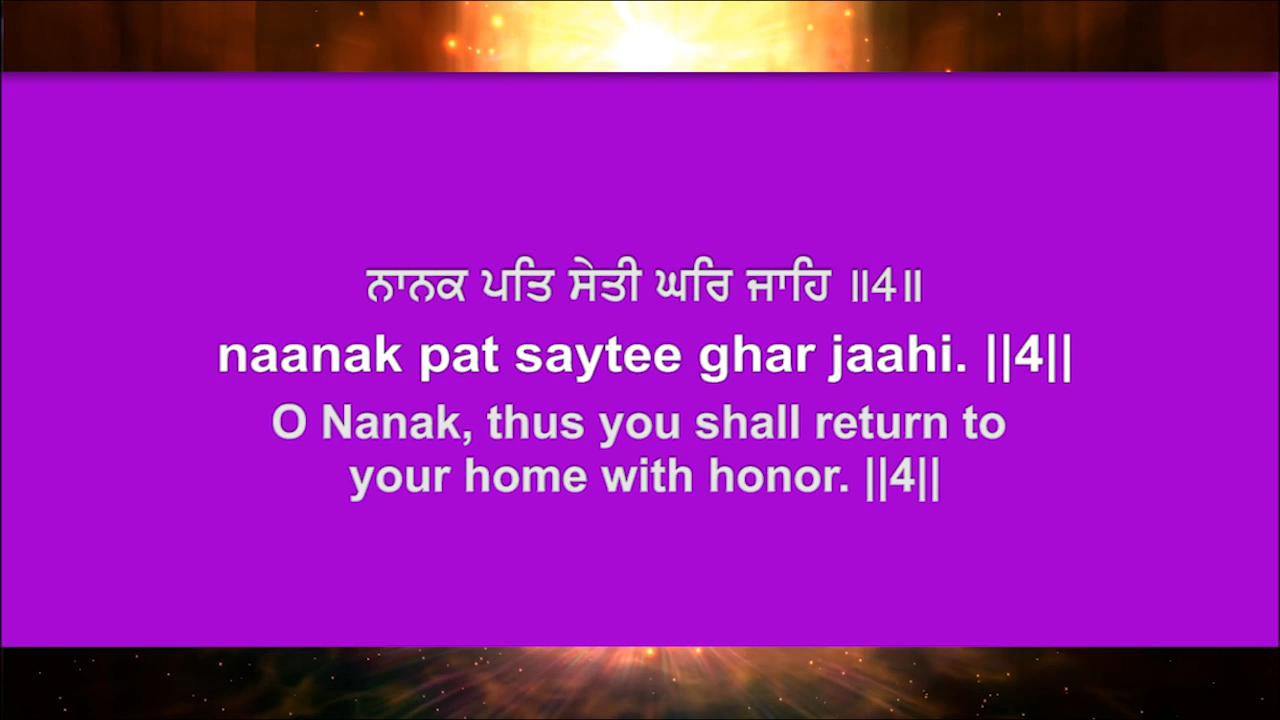 ਨਾਨਕ ਪਤਿ ਸੇਤੀ ਘਰਿ ਜਾਹਿ ॥4॥
naanak pat saytee ghar jaahi. ||4||
O Nanak, thus you shall return to
your home with honor. ||4||